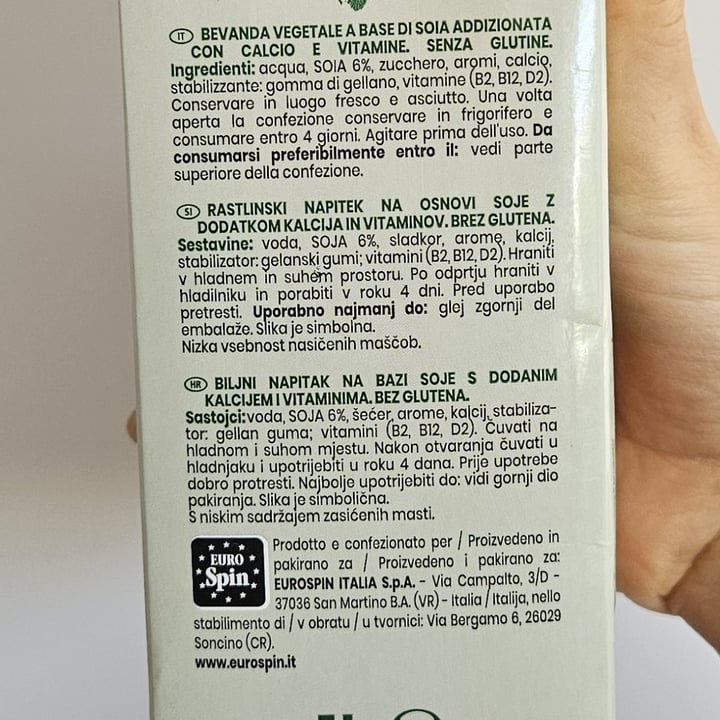 IT BEVANDA VEGETALE A BASE DI SOIA ADDIZIONATA
CON CALCIO E VITAMINE. SENZA GLUTINE.
Ingredienti: acqua, SOIA 6%, zucchero, aromi, calcio,
stabilizzante: gomma di gellano, vitamine (B2, B12, D2).
Conservare in luogo fresco e asciutto. Una volta
aperta la confezione conservare in frigorifero e
consumare entro 4 giorni. Agitare prima dell'uso. Da
consumarsi preferibilmente entro il: vedi parte
superiore della confezione.
SI RASTLINSKI NAPITEK NA OSNOVI SOJE Z
DODATKOM KALCIJA IN VITAMINOV. BREZ GLUTENA.
Sestavine: voda, SOJA 6%, sladkor, arome, kalcij,
stabilizator: gelanski gumi; vitamini (B2, B12, D2). Hraniti
v hladnem in suhem prostoru. Po odprtju hraniti v
hladilniku in porabiti v roku 4 dni. Pred uporabo
pretresti. Uporabno najmanj do: glej zgornji del
embalaže. Slika je simbolna.
Nizka vsebnost nasičenih maščob.
HR BILJNI NAPITAK NA BAZI SOJE S DODANIM
KALCIJEM I VITAMINIMA. BEZ GLUTENA.
Sastojci: voda, SOJA 6%, šećer, arome, kalcij, stabiliza-
tor: gellan guma; vitamini (B2, B12, D2). Čuvati na
hladnom i suhom mjestu. Nakon otvaranja čuvati u
hladnjaku i upotrijebiti u roku 4 dana. Prije upotrebe
dobro protresti. Najbolje upotrijebiti do: vidi gornji dio
pakiranja. Slika je simbolična.
S niskim sadržajem zasićenih masti.
EURO
Spin
Prodotto e confezionato per / Proizvedeno in
pakirano za / Proizvedeno i pakirano za:
EUROSPIN ITALIA S.p.A. - Via Campalto, 3/D -
37036 San Martino B.A. (VR) - Italia / Italija, nello
stabilimento di / v obratu / u tvornici: Via Bergamo 6, 26029
Soncino (CR).
www.eurospin.it